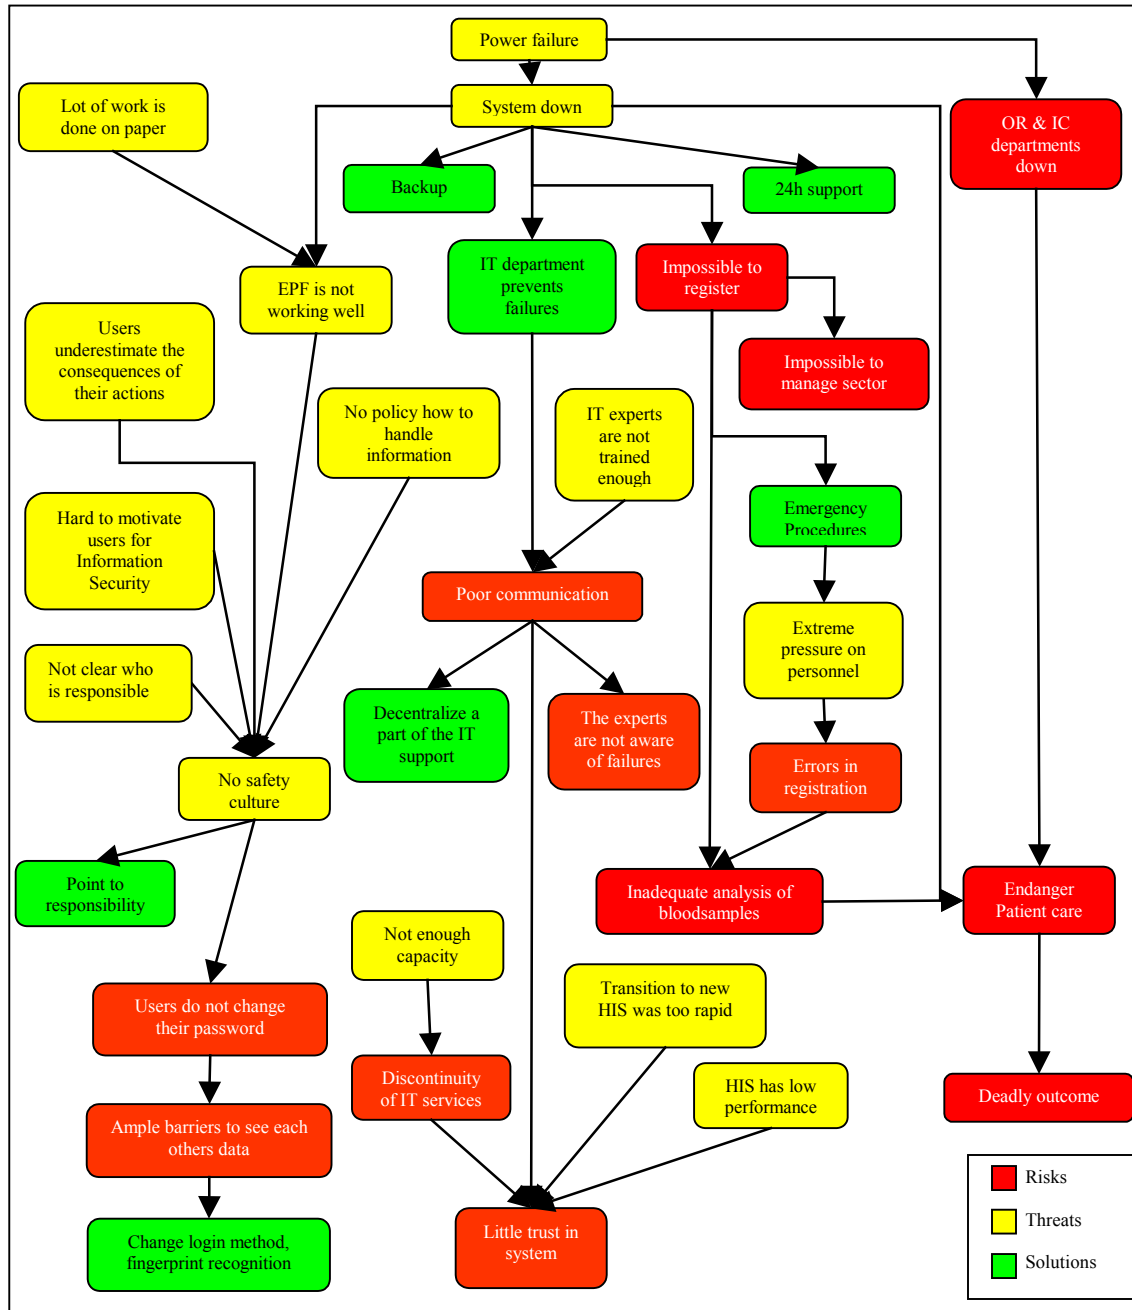 Power failure
Lot of work is
done on paper
System down
OR & IC
departments
down
Backup
24h support
IT department
prevents
failures
Impossible to
register
EPF is not
working well
Users
underestimate the
consequences of
their actions
Impossible to
manage sector
No policy how to
handle
information
IT experts
are not
trained
enough
Hard to motivate
users for
Information
Security
Emergency
Procedures
Poor communication
Extreme
pressure on
personnel
Not clear who
is responsible
Decentralize a
part of the IT
support
The experts
are not aware
of failures
Errors in
registration
No safety
culture
Point to
responsibility
Inadequate analysis of
bloodsamples
Endanger
Patient care
Not enough
capacity
Transition to new
HIS was too rapid
Users do not change
their password
Discontinuity
of IT services
HIS has low
performance
Deadly outcome
Ample barriers to see each
others data
Change login method,
fingerprint recognition
Little trust in
system
Risks
Threats
Solutions